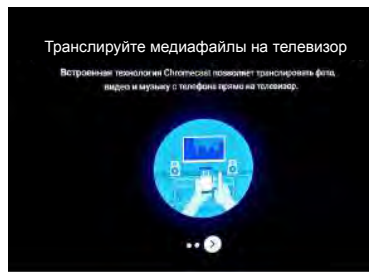 Транслируйте медиафайлы на телевизор
Встроенная технология Chromecast позволяет транслировать фото,
видео и музыку с телефона прямо на телевизор.